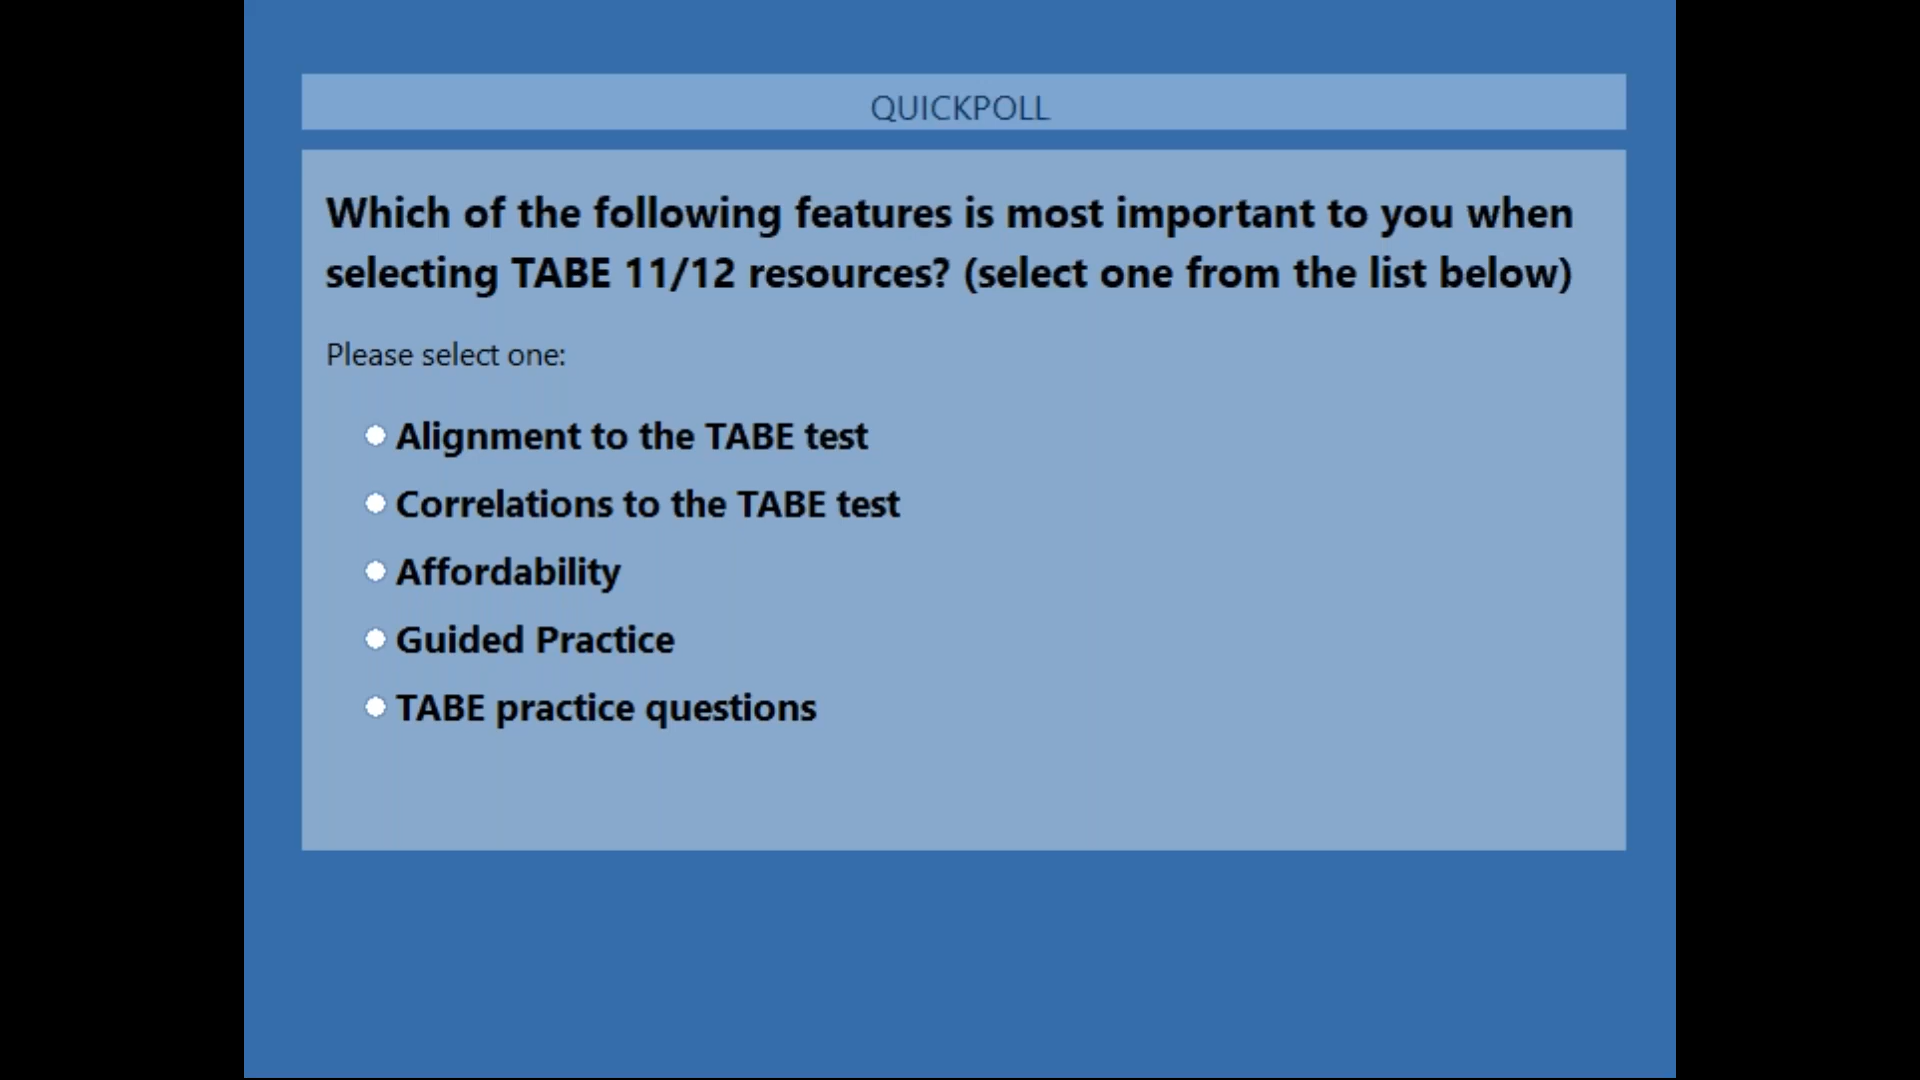 QUICKPOLL
Which of the following features is most important to you when
selecting TABE 11/12 resources? (select one from the list below)
Please select one:
Alignment to the TABE test
Correlations to the TABE test
Affordability
Guided Practice
TABE practice questions